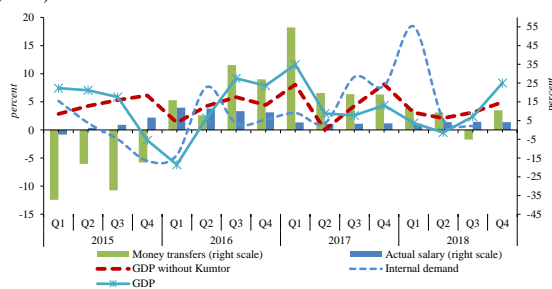 20
15
10
5
0
-5
-10
-15
percent
55
45
35
25
15
5
-5
-15
-25
-35
-45
percent
Q1 Q2 Q3 Q4 Q1 Q2 Q3 Q4 Q1 Q2 Q3 Q4 Q1 Q2 Q3 Q4
2015 2016 2017 2018
Money transfers (right scale) Actual salary (right scale)
GDP without Kumtor Internal demand
GDP